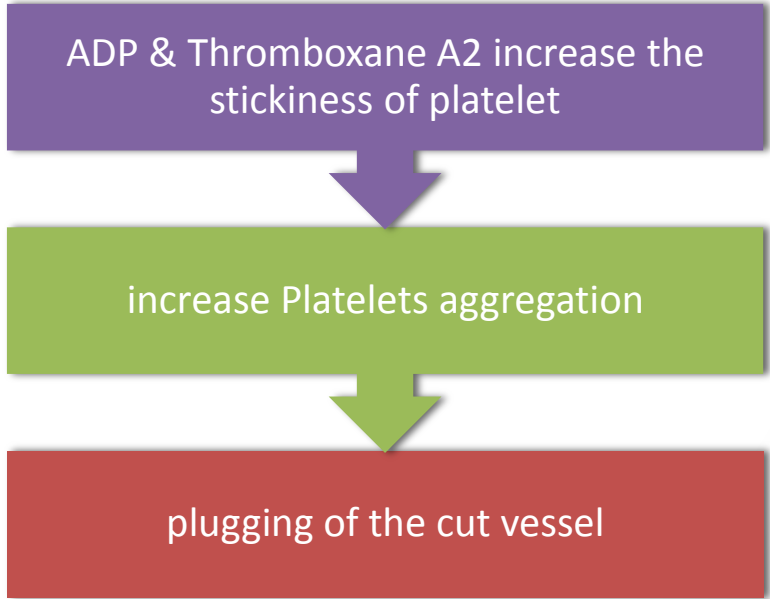 ADP & Thromboxane A2 increase the
stickiness of platelet
increase Platelets aggregation
plugging of the cut vessel